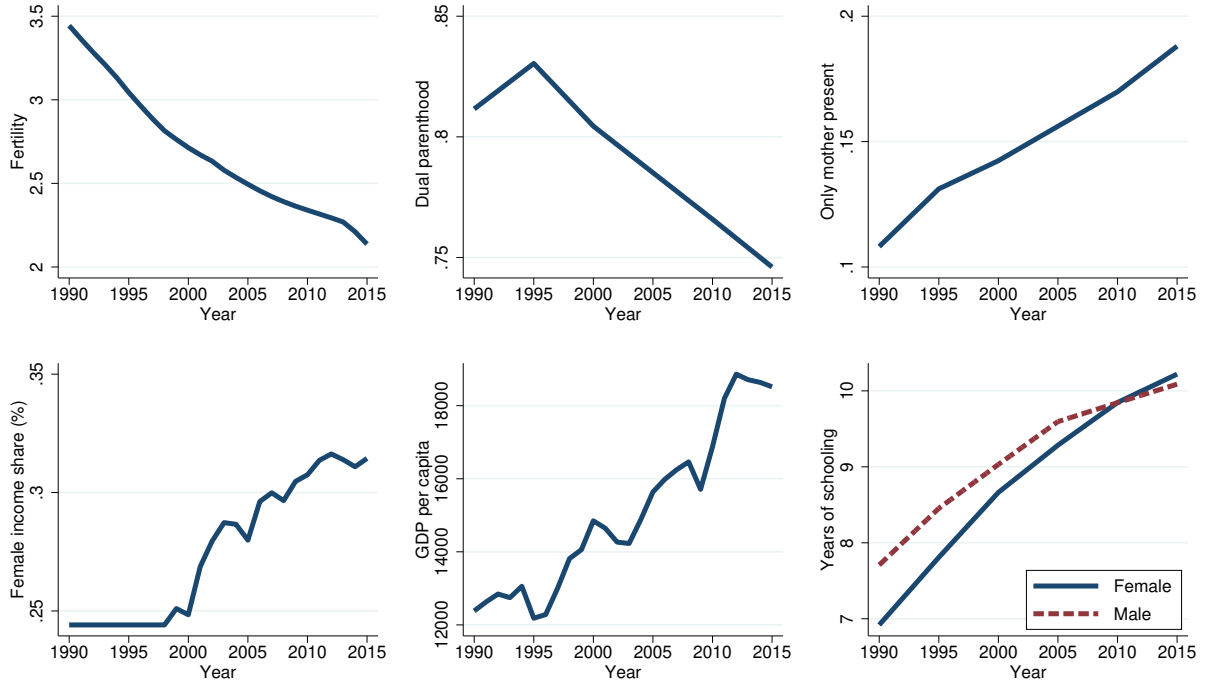 Fertility
3.5
3
2.5
2
1990 1995 2000 2005 2010 2015
Year
Dual parenthood
.85
.8
.75
1990 1995 2000 2005 2010 2015
Year
Only mother present
.2
.15
.1
1990 1995 2000 2005 2010 2015
Year
Female income share (%)
.35
.3
.25
1990 1995 2000 2005 2010 2015
Year
GDP per capita
18000
16000
14000
12000
1990 1995 2000 2005 2010 2015
Year
Years of schooling
10
9
8
7
Female
Male
1990 1995 2000 2005 2010 2015
Year